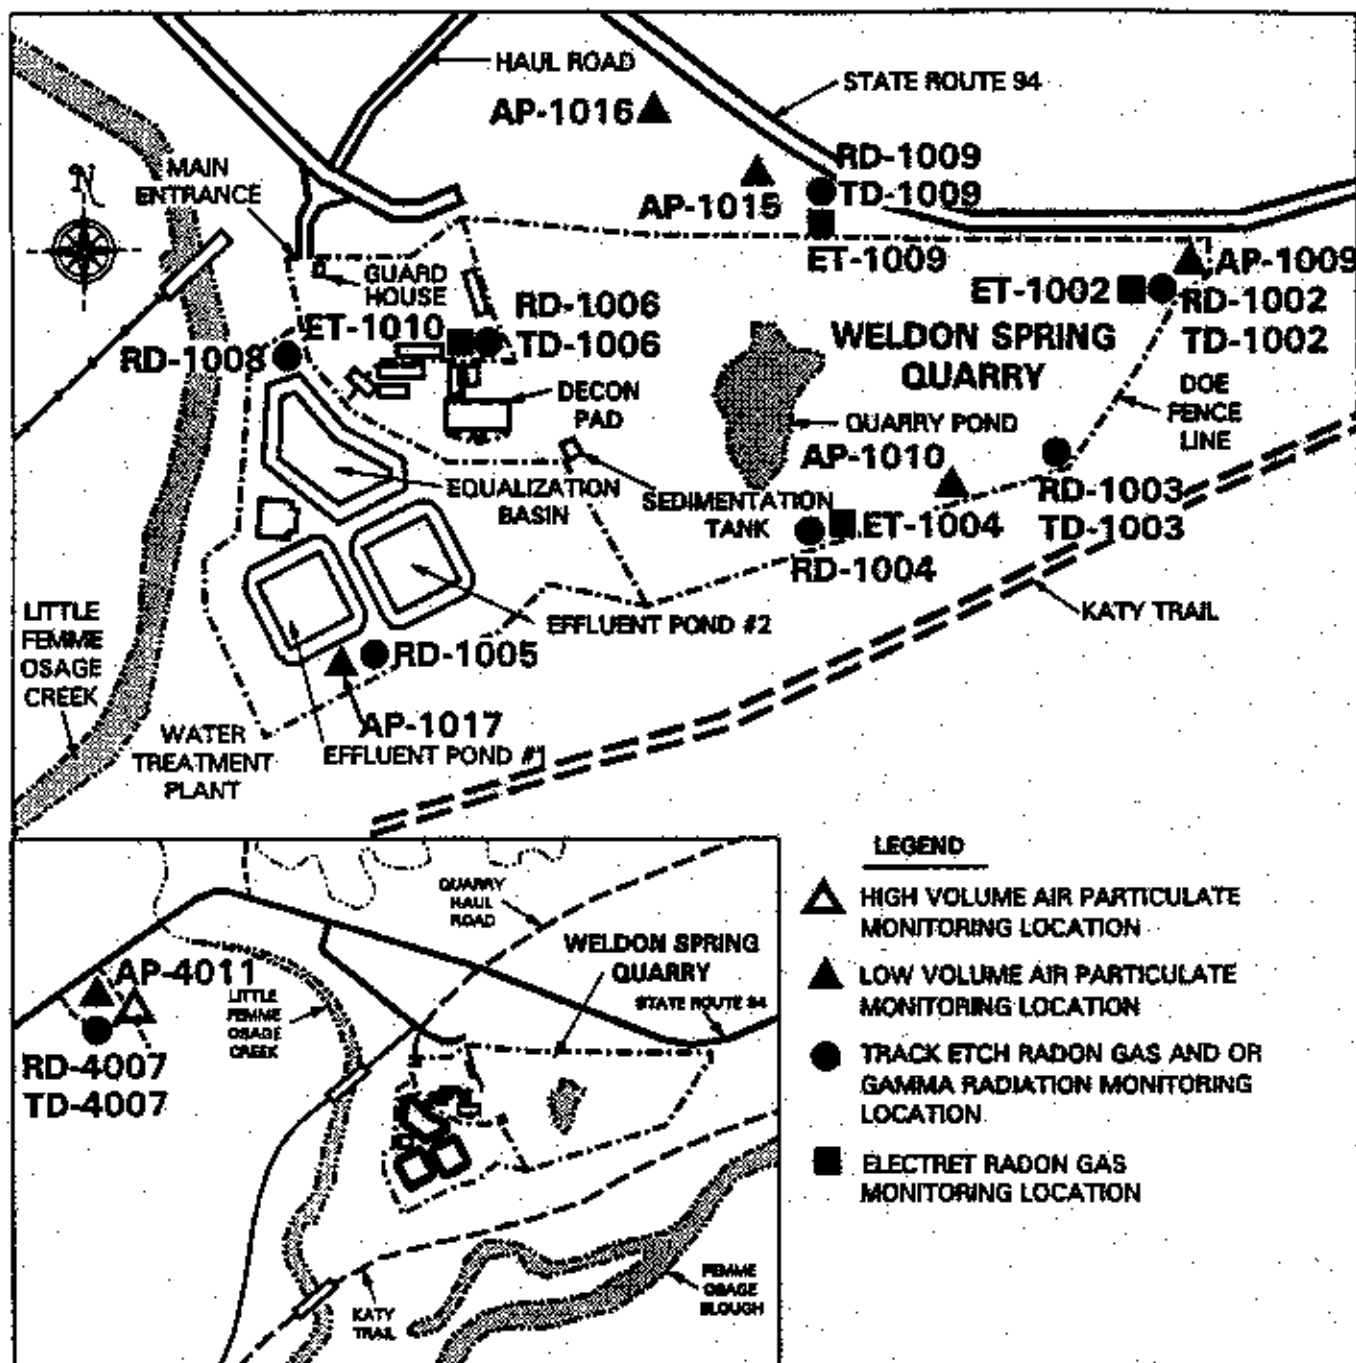 HAUL ROAD
STATE ROUTE 94
AP-1016
MAIN
ENTRANCE
N
RD-1009
TD-1009
AP-1015
ET-1009
GUARD
HOUSE
AP-1009
ET-1002
RD-1002
TD-1002
RD-1006
TD-1006
ET-1010
RD-1008
WELDON SPRING
QUARRY
DECON
PAD
DOE
FENCE
LINE
QUARRY POND
AP-1010
EQUALIZATION
BASIN
SEDIMENTATION
TANK
ET-1004
RD-1004
RD-1003
TD-1003
LITTLE
FEMME
OSAGE
CREEK
EFFLUENT POND #2
KATY TRAIL
RD-1005
AP-1017
WATER
TREATMENT
PLANT
EFFLUENT POND #1
QUARRY
HAUL
ROAD
WELDON SPRING
QUARRY
STATE ROUTE 94
AP-4011
LITTLE
FEMME
OSAGE
CREEK
RD-4007
TD-4007
KATY
TRAIL
FEMME
OSAGE
SLOUGH
LEGEND
HIGH VOLUME AIR PARTICULATE
MONITORING LOCATION
LOW VOLUME AIR PARTICULATE
MONITORING LOCATION
TRACK ETCH RADON GAS AND OR
GAMMA RADIATION MONITORING
LOCATION
ELECTRET RADON GAS
MONITORING LOCATION